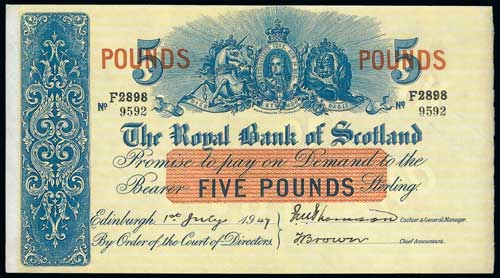 5 POUNDS POUNDS 5
F2898 F2898
No 9592 No 9592
The Royal Bank of Scotland
Promise to pay on Demand to the
Bearer FIVE POUNDS Sterling.
Edinburgh, 1st July 1947 Cashier & General Manager.
By Order of the Court of Directors. J Brown Chief Accountant.